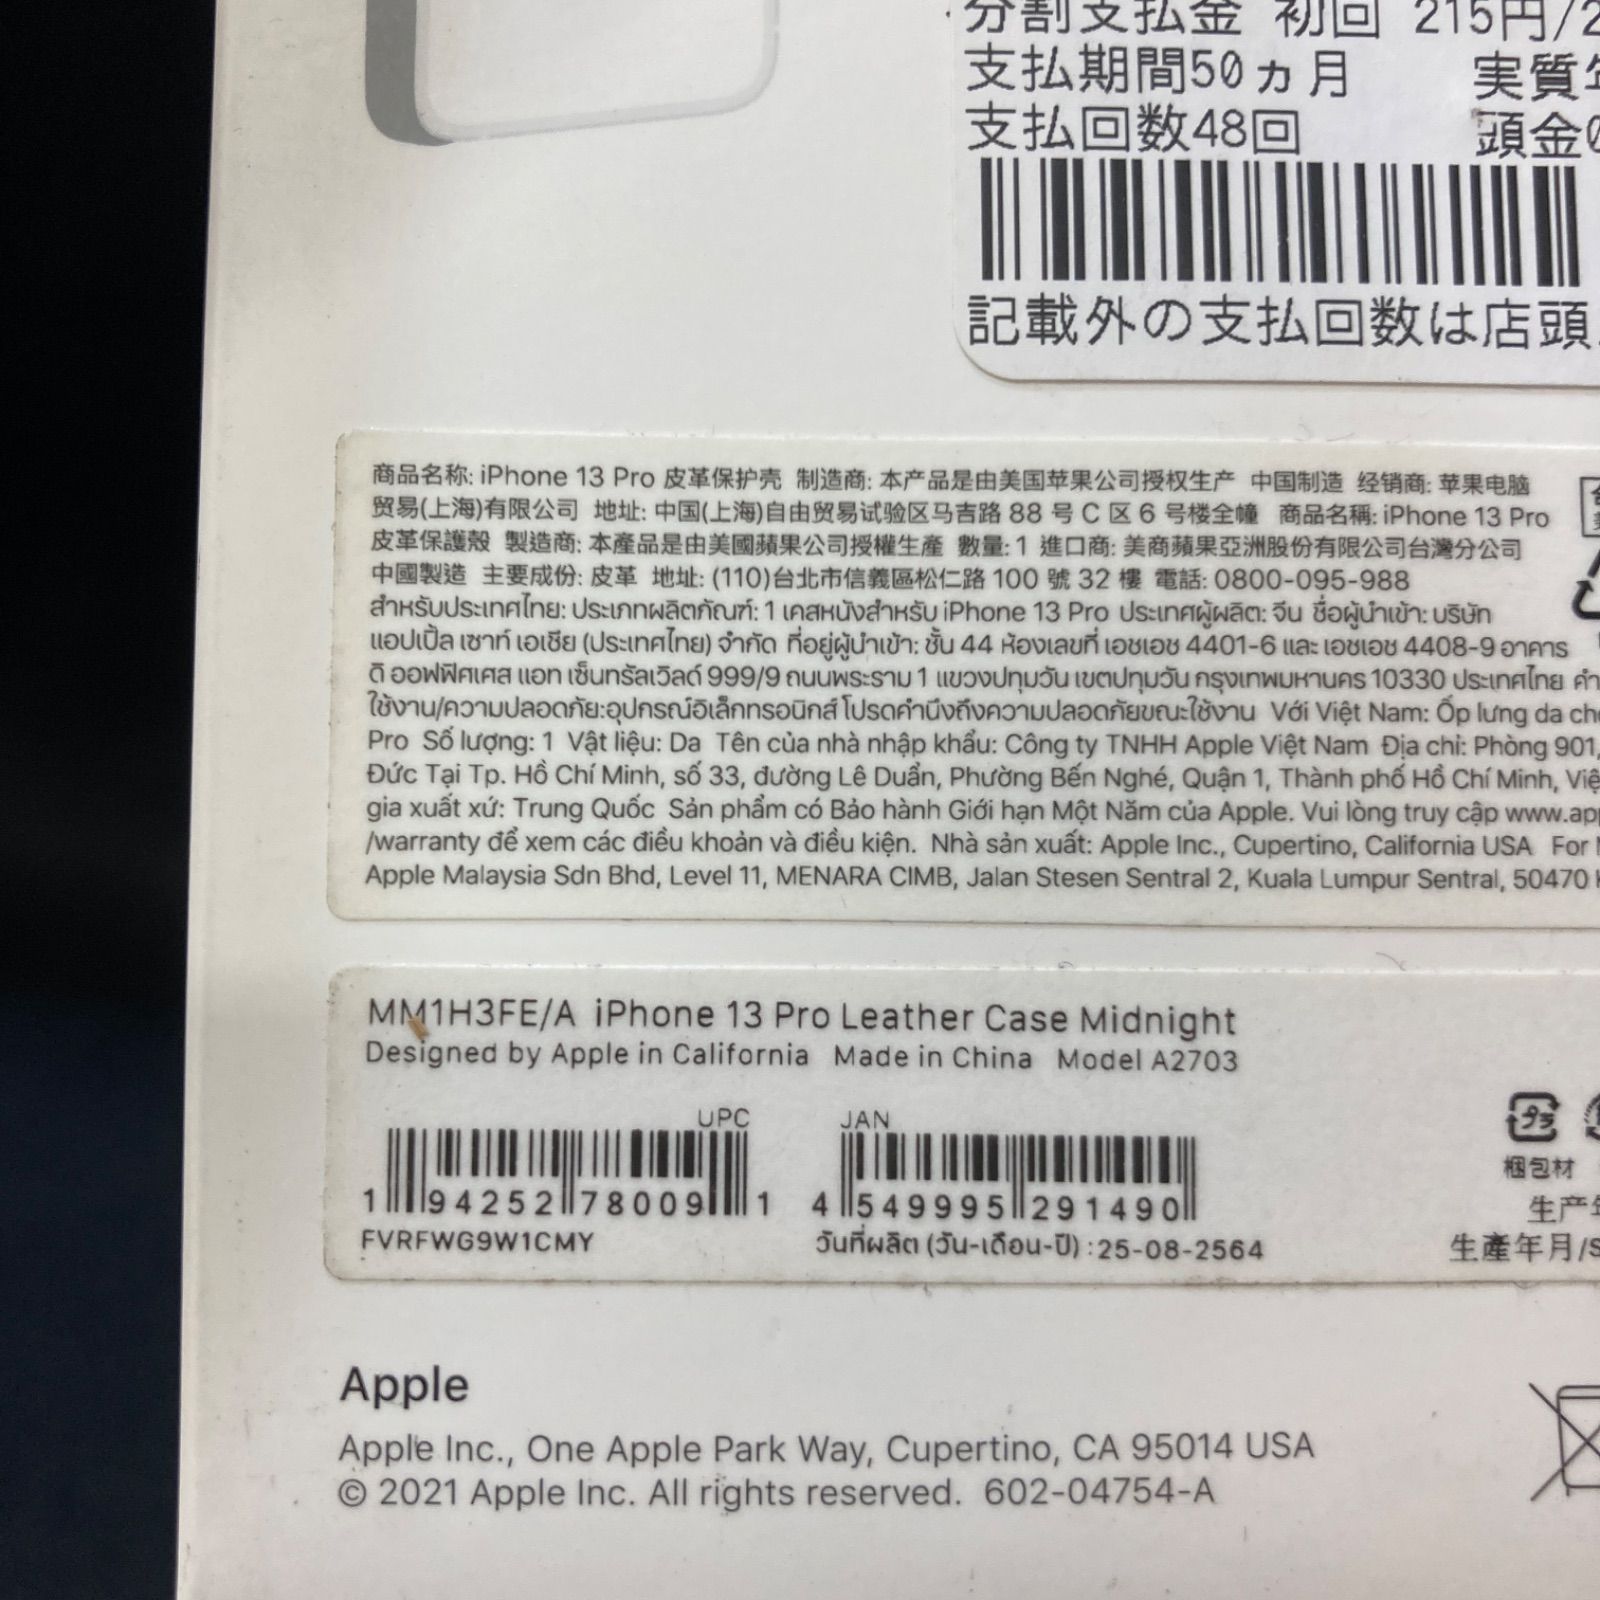 分割支払金 初回 215円/2
支払期間50ヵ月 実質年
支払回数48回 頭金0
記載外の支払回数は店頭
商品名称: iPhone 13 Pro 皮革保护壳 制造商: 本产品是由美国苹果公司授权生产 中国制造 经销商: 苹果电脑
贸易(上海)有限公司 地址: 中国(上海)自由贸易试验区马吉路 88 号 C 区 6 号楼全幢 商品名稱: iPhone 13 Pro
皮革保護殼 製造商: 本產品是由美國蘋果公司授權生產 數量: 1 進口商: 美商蘋果亞洲股份有限公司台灣分公司
中國製造 主要成份: 皮革 地址: (110)台北市信義區松仁路 100 號 32 樓 電話: 0800-095-988
สำหรับประเทศไทย: ประเภทผลิตภัณฑ์: 1 เคสหนังสำหรับ iPhone 13 Pro ประเทศผู้ผลิต: จีน ชื่อผู้นำเข้า: บริษัท
แอปเปิ้ล เซาท์ เอเชีย (ประเทศไทย) จำกัด ที่อยู่ผู้นำเข้า: ชั้น 44 ห้องเลขที่ เอชเอช 4401-6 และ เอชเอช 4408-9 อาคาร
ดิ ออฟฟิศเศส แอท เซ็นทรัลเวิลด์ 999/9 ถนนพระราม 1 แขวงปทุมวัน เขตปทุมวัน กรุงเทพมหานคร 10330 ประเทศไทย คำ
ใช้งาน/ความปลอดภัย:อุปกรณ์อิเล็กทรอนิกส์ โปรดคำนึงถึงความปลอดภัยขณะใช้งาน Với Việt Nam: Ốp lưng da cho
Pro Số lượng: 1 Vật liệu: Da Tên của nhà nhập khẩu: Công ty TNHH Apple Việt Nam Địa chỉ: Phòng 901,
Đức Tại Tp. Hồ Chí Minh, số 33, đường Lê Duẩn, Phường Bến Nghé, Quận 1, Thành phố Hồ Chí Minh, Việ
gia xuất xứ: Trung Quốc Sản phẩm có Bảo hành Giới hạn Một Năm của Apple. Vui lòng truy cập www.app
/warranty để xem các điều khoản và điều kiện. Nhà sản xuất: Apple Inc., Cupertino, California USA For
Apple Malaysia Sdn Bhd, Level 11, MENARA CIMB, Jalan Stesen Sentral 2, Kuala Lumpur Sentral, 50470
MM1H3FE/A iPhone 13 Pro Leather Case Midnight
Designed by Apple in California Made in China Model A2703
UPC JAN
1 94252 78009 1 4 549995 291490
プラ
梱包材
FVRFWG9W1CMY วันที่ผลิต (วัน-เดือน-ปี) :25-08-2564
生产年
生產年月/S
Apple
Apple Inc., One Apple Park Way, Cupertino, CA 95014 USA
© 2021 Apple Inc. All rights reserved. 602-04754-A